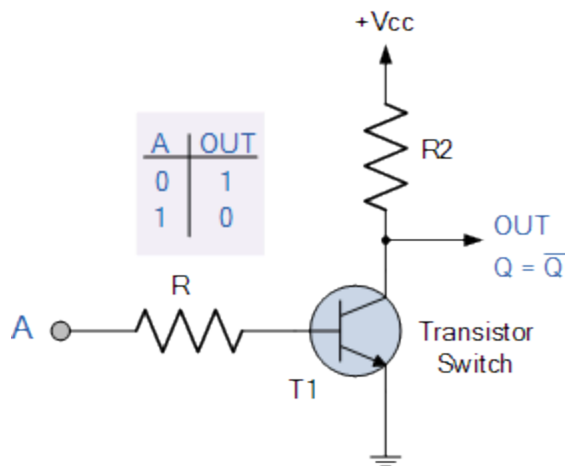 +Vcc
A OUT
0 1
1 0
R2
OUT
Q = Q̅
R
A
Transistor
Switch
T1